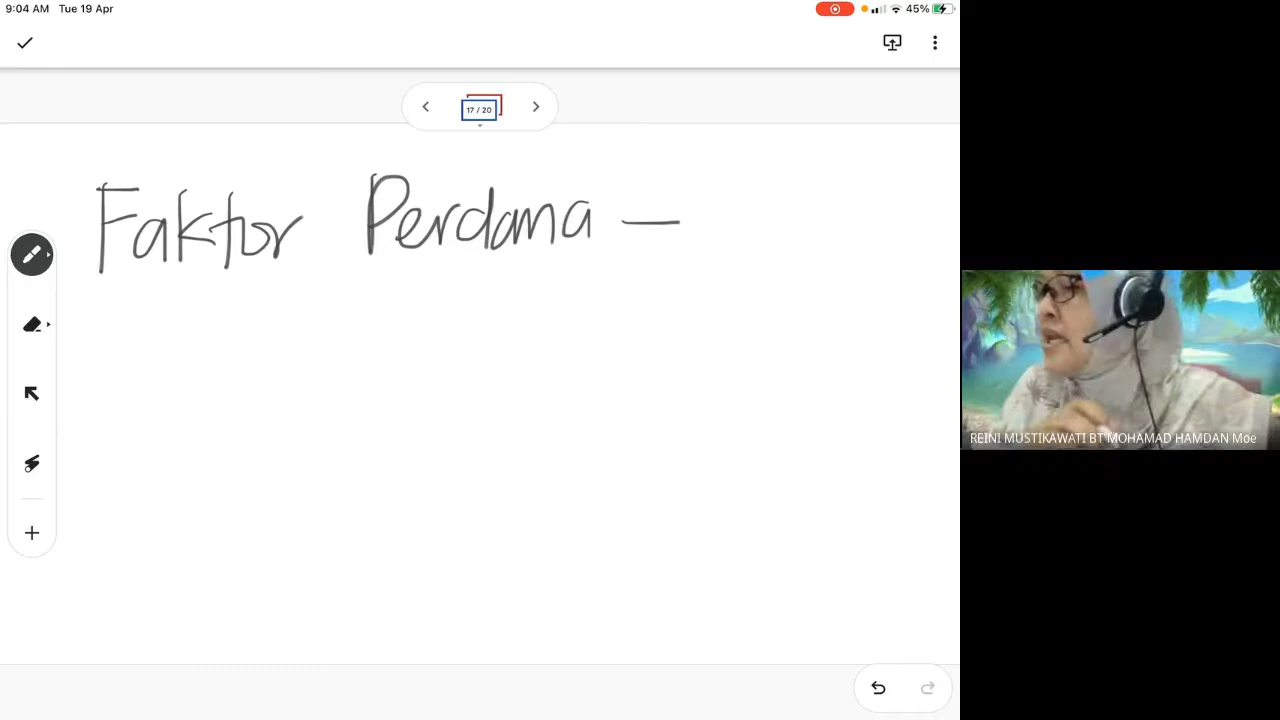 9:04 AM Tue 19 Apr
45%
17 / 20
Faktor Perdana —
REINI MUSTIKAWATI BT MOHAMAD HAMDAN Moe